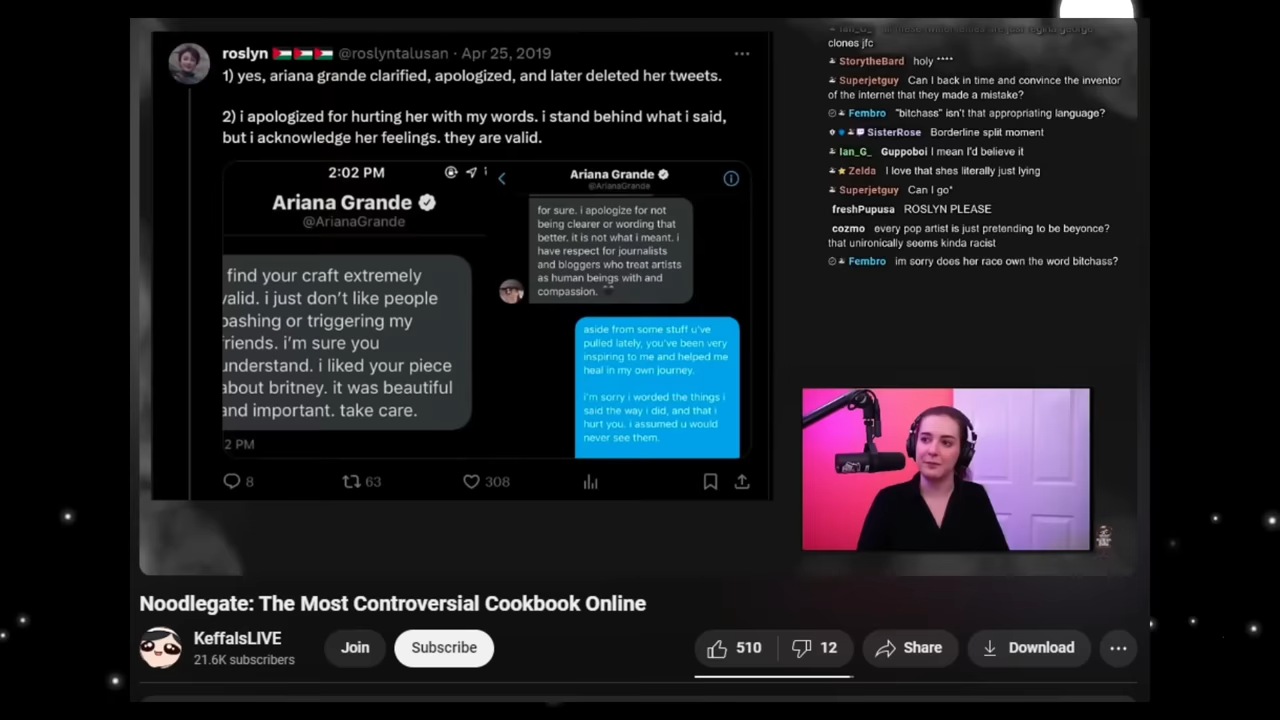 roslyn 🇵🇸🇵🇸🇵🇸 @roslyntalusan · Apr 25, 2019
1) yes, ariana grande clarified, apologized, and later deleted her tweets.
2) i apologized for hurting her with my words. i stand behind what i said,
but i acknowledge her feelings. they are valid.
2:02 PM
Ariana Grande
@ArianaGrande
find your craft extremely
valid. i just don't like people
bashing or triggering my
friends. i'm sure you
understand. i liked your piece
about britney. it was beautiful
and important. take care.
2 PM
Ariana Grande
@ArianaGrande
for sure. i apologize for not
being clearer or wording that
better. it is not what i meant. i
have respect for journalists
and bloggers who treat artists
as human beings with and
compassion. 🖤
aside from some stuff u've
pulled lately, you've been very
inspiring to me and helped me
heal in my own journey.
i'm sorry i worded the things i
said the way i did, and that i
hurt you. i assumed u would
never see them.
8 63 308
clones jfc
StorytheBard holy ****
Superjetguy Can I back in time and convince the inventor
of the internet that they made a mistake?
Fembro "bitchass" isn't that appropriating language?
SisterRose Borderline split moment
Ian_G_ Guppoboi I mean I'd believe it
Zelda I love that shes literally just lying
Superjetguy Can I go*
freshPupusa ROSLYN PLEASE
cozmo every pop artist is just pretending to be beyonce?
that unironically seems kinda racist
Fembro im sorry does her race own the word bitchass?
Noodlegate: The Most Controversial Cookbook Online
KeffalsLIVE
21.6K subscribers
Join
Subscribe
510
12
Share
Download